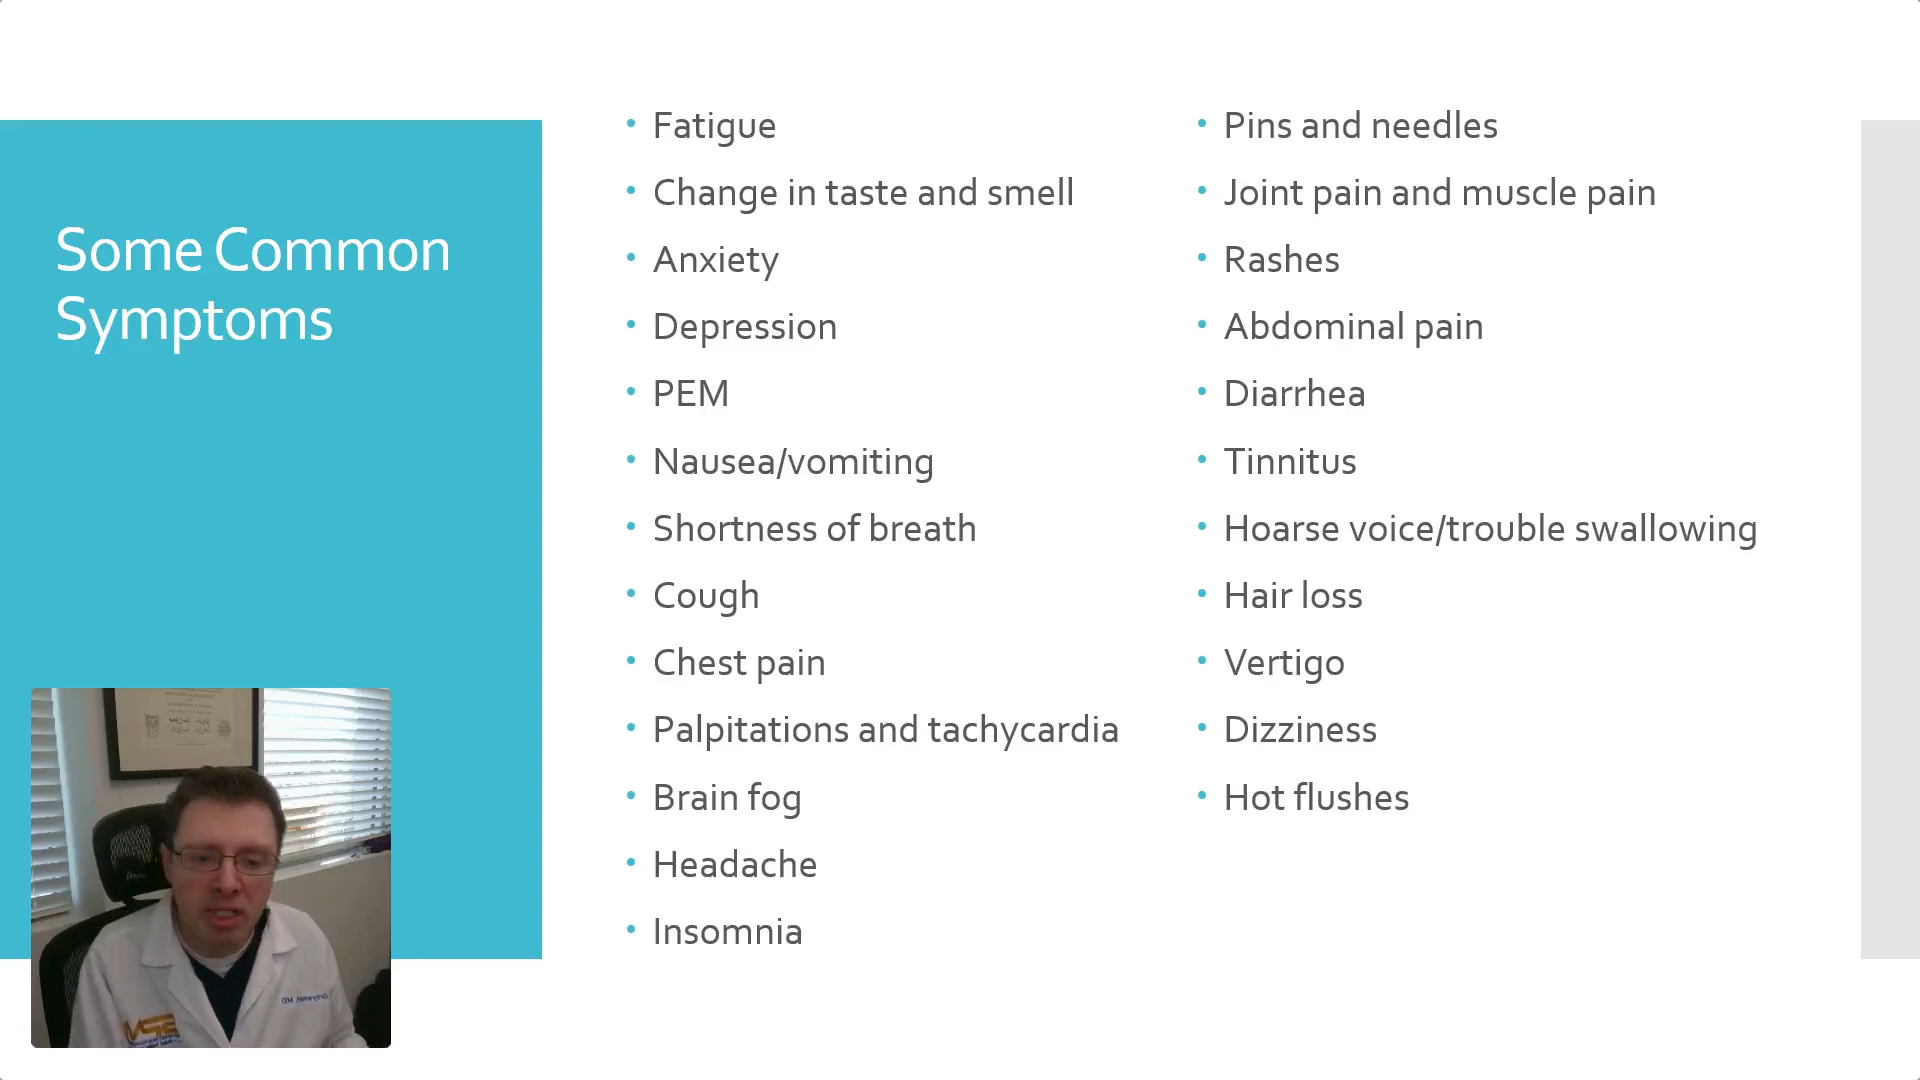 Some Common
Symptoms
Fatigue
Change in taste and smell
Anxiety
Depression
PEM
Nausea/vomiting
Shortness of breath
Cough
Chest pain
Palpitations and tachycardia
Brain fog
Headache
Insomnia
Pins and needles
Joint pain and muscle pain
Rashes
Abdominal pain
Diarrhea
Tinnitus
Hoarse voice/trouble swallowing
Hair loss
Vertigo
Dizziness
Hot flushes
MD